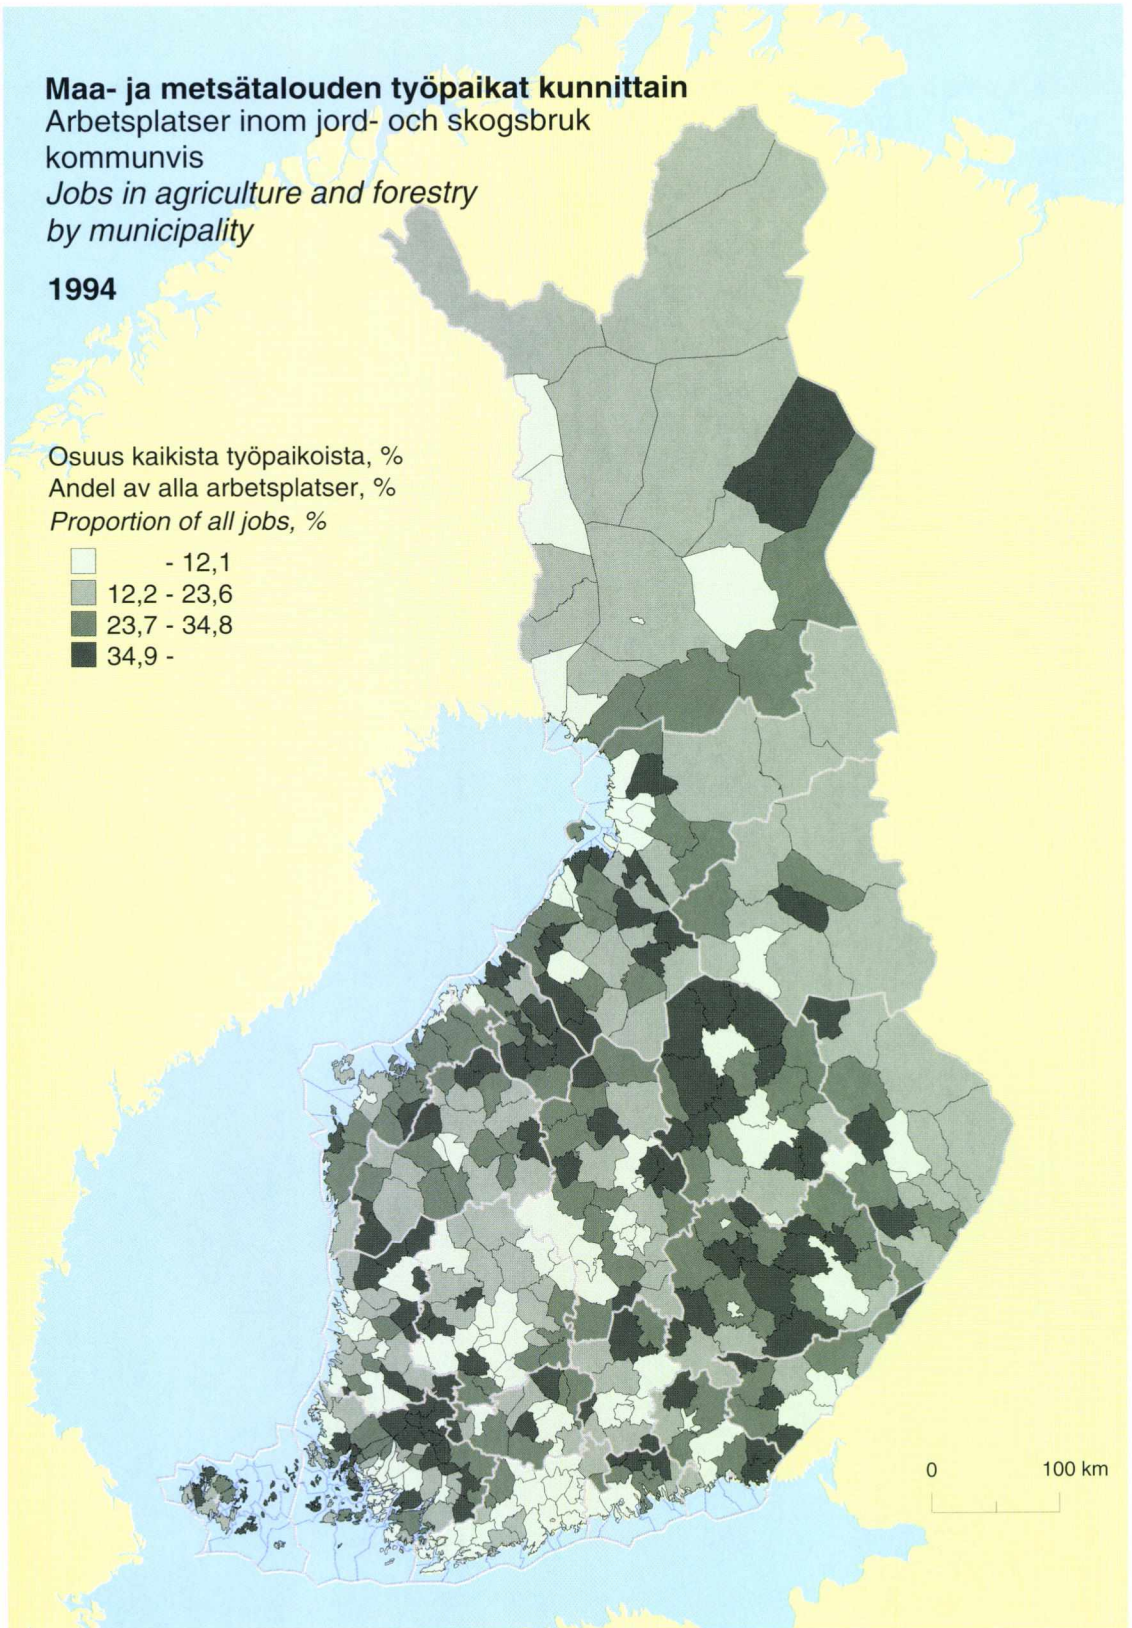 Maa- ja metsätalouden työpaikat kunnittain
Arbetsplatser inom jord- och skogsbruk
kommunvis
Jobs in agriculture and forestry
by municipality
1994
Osuus kaikista työpaikoista, %
Andel av alla arbetsplatser, %
Proportion of all jobs, %
- 12,1
12,2 - 23,6
23,7 - 34,8
34,9 -
0 100 km